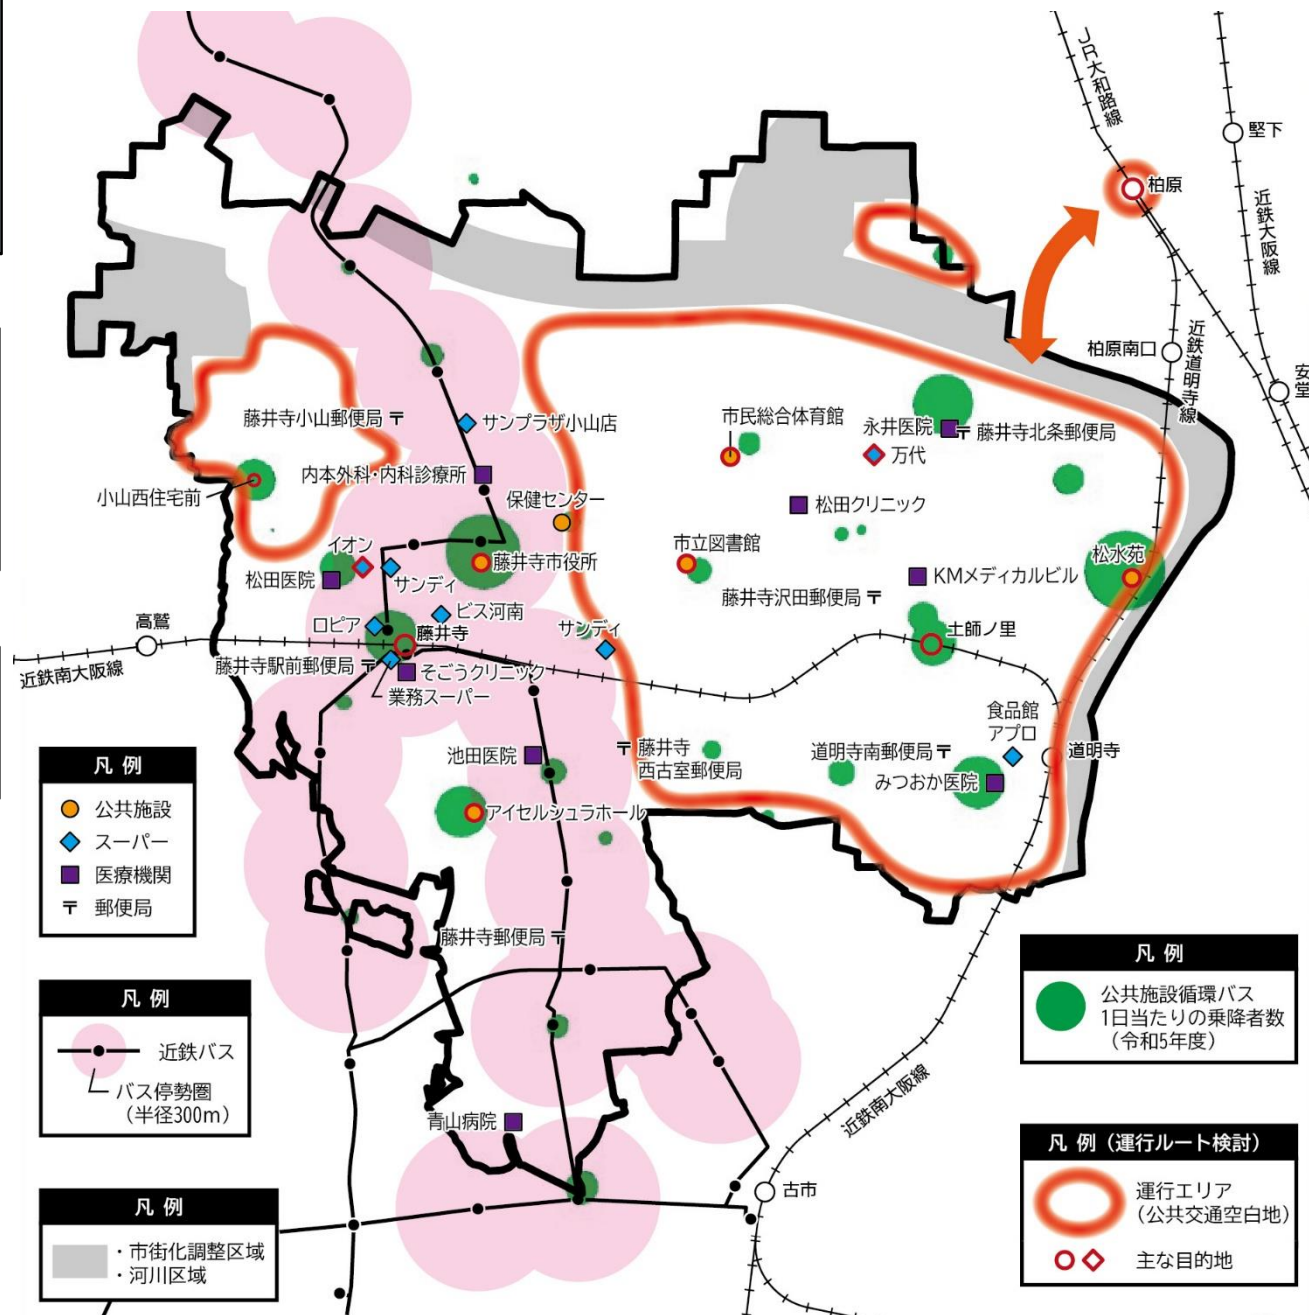 JR大和路線
堅下
柏原
近鉄大阪線
柏原南口
近鉄道明寺線
安堂
藤井寺小山郵便局 〒
サンプラザ小山店
市民総合体育館
永井医院
〒 藤井寺北条郵便局
万代
内本外科・内科診療所
小山西住宅前
保健センター
松田クリニック
イオン
藤井寺市役所
市立図書館
松水苑
松田医院
サンディ
KMメディカルビル
藤井寺沢田郵便局 〒
ビス河南
ロピア
高鷲
藤井寺
サンディ
土師ノ里
近鉄南大阪線
藤井寺駅前郵便局 〒
そごうクリニック
業務スーパー
食品館
アプロ
池田医院
〒 藤井寺
西古室郵便局
道明寺南郵便局 〒
道明寺
みつおか医院
アイセルシュラホール
藤井寺郵便局 〒
青山病院
近鉄南大阪線
古市
凡 例
公共施設
スーパー
医療機関
〒 郵便局
凡 例
近鉄バス
バス停勢圏
（半径300m）
凡 例
・市街化調整区域
・河川区域
凡 例
公共施設循環バス
1日当たりの乗降者数
（令和5年度）
凡 例（運行ルート検討）
運行エリア
（公共交通空白地）
主な目的地